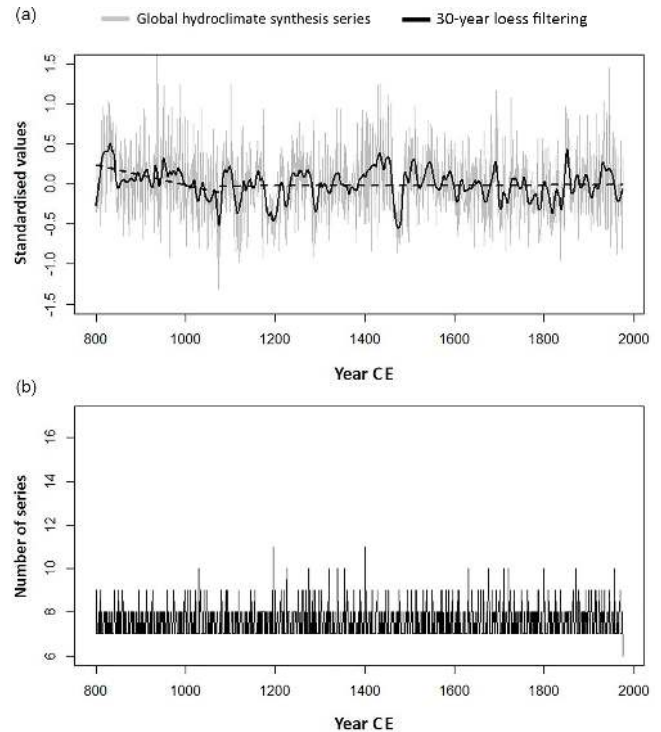 (a)
Global hydroclimate synthesis series
30-year loess filtering
Standardised values
1.5
1.0
0.5
0.0
-0.5
-1.0
-1.5
800 1000 1200 1400 1600 1800 2000
Year CE
(b)
Number of series
16
14
12
10
8
6
800 1000 1200 1400 1600 1800 2000
Year CE